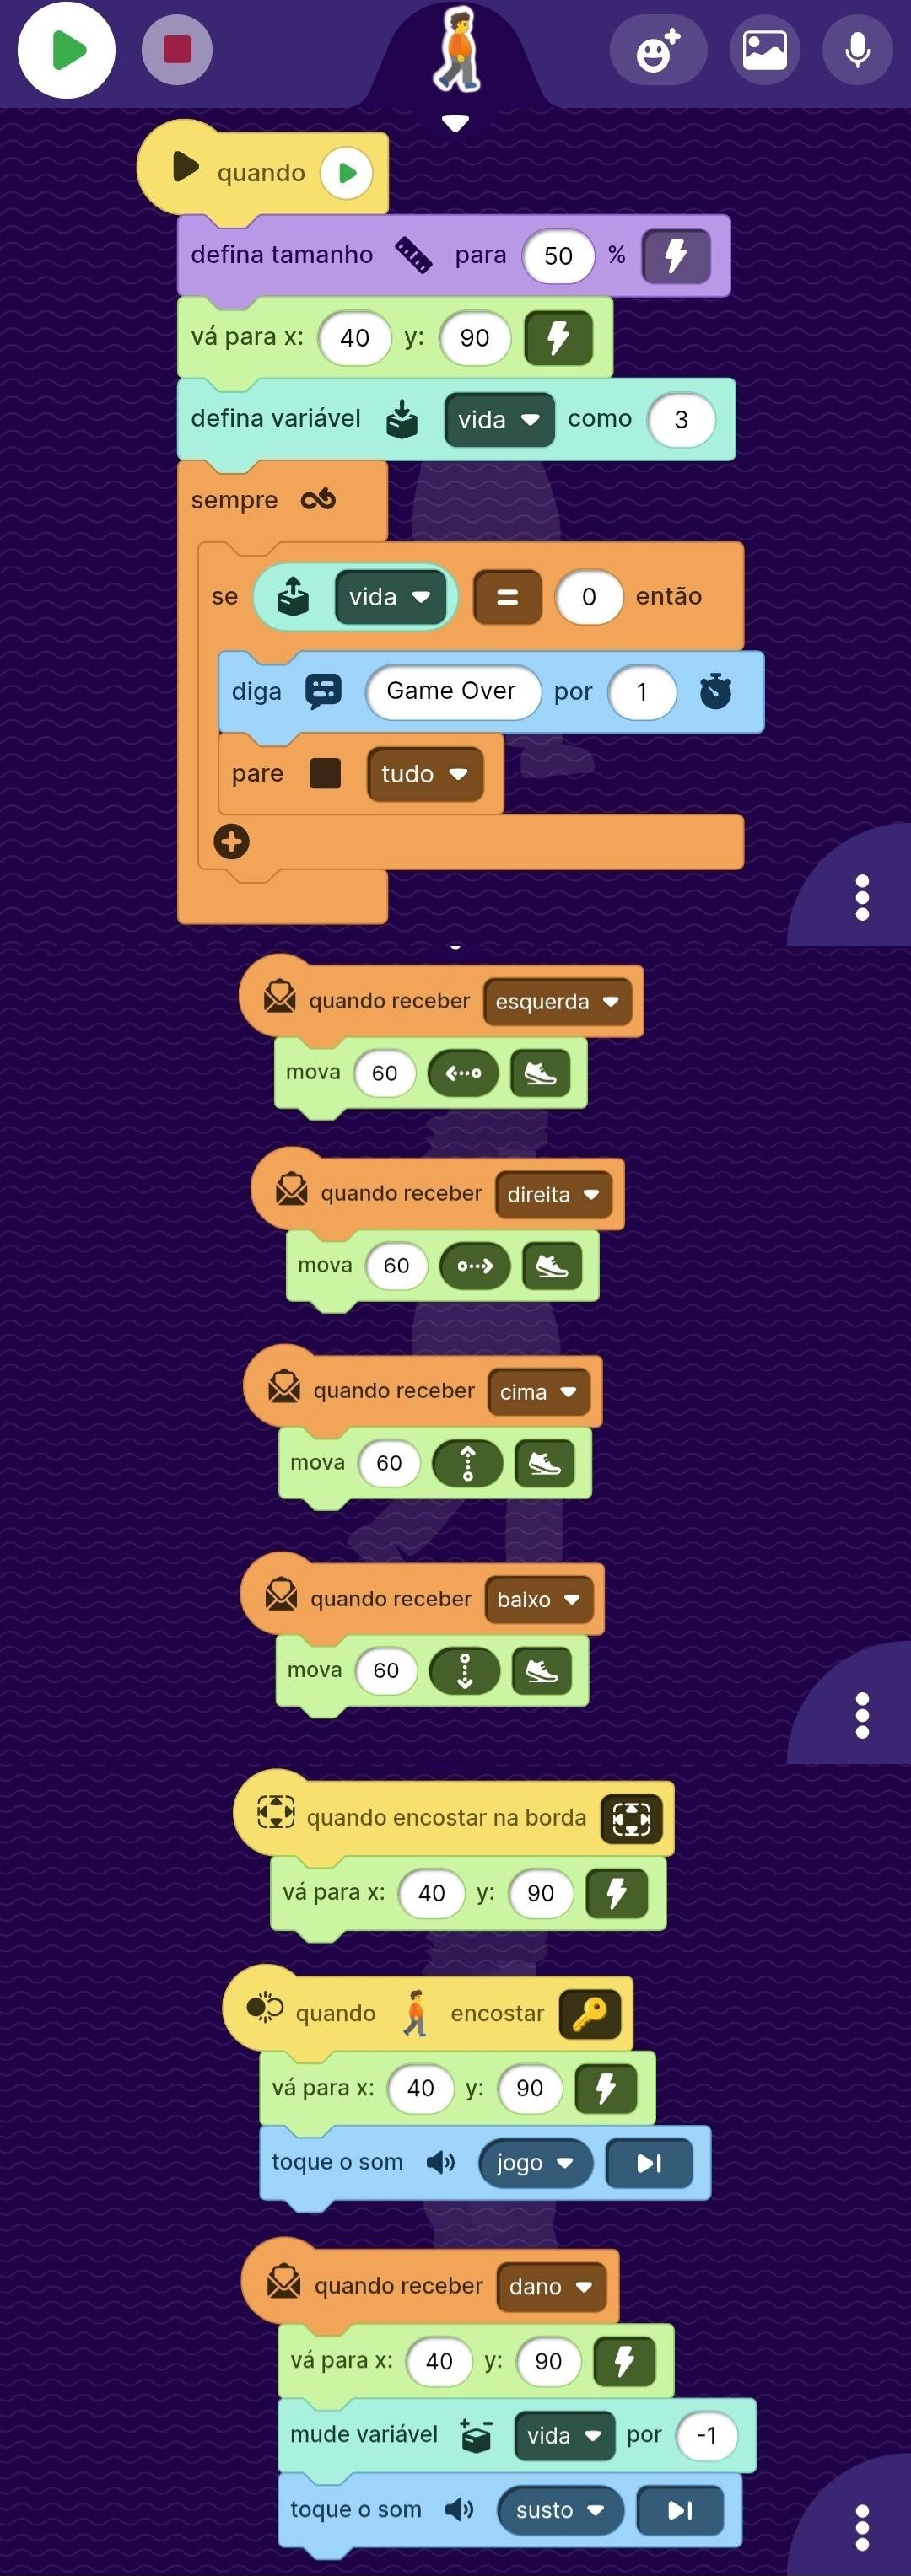 quando
defina tamanho para 50 %
vá para x: 40 y: 90
defina variável vida como 3
sempre
se vida = 0 então
diga Game Over por 1
pare tudo
quando receber esquerda
mova 60
quando receber direita
mova 60
quando receber cima
mova 60
quando receber baixo
mova 60
quando encostar na borda
vá para x: 40 y: 90
quando encostar
vá para x: 40 y: 90
toque o som jogo
quando receber dano
vá para x: 40 y: 90
mude variável vida por -1
toque o som susto